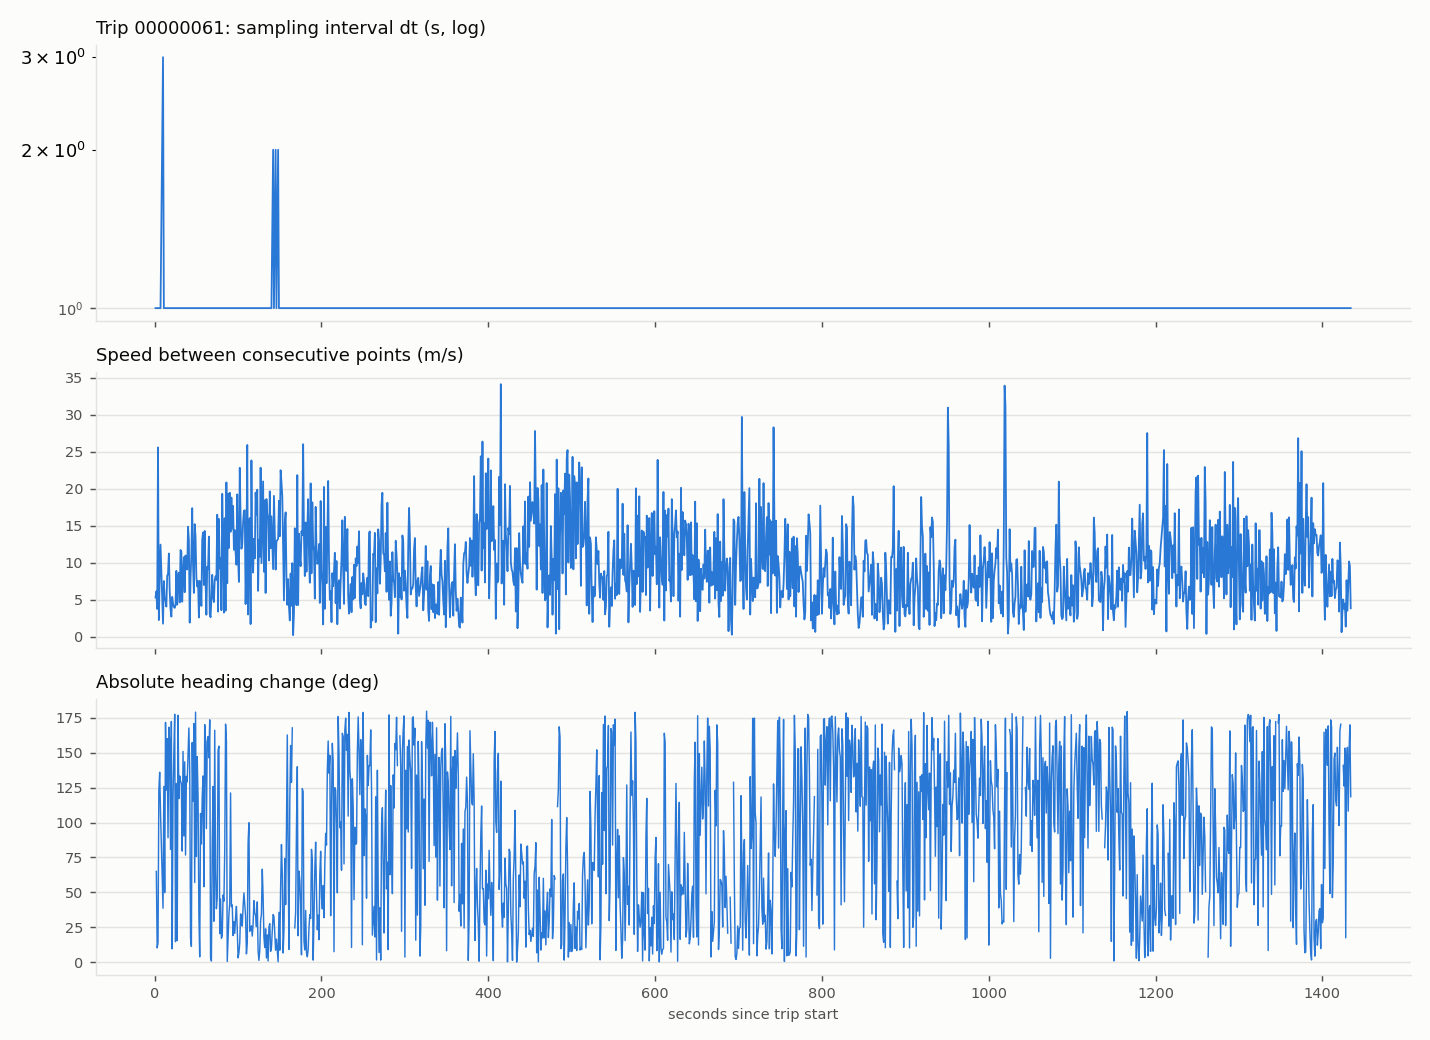 Trip 00000061: sampling interval dt (s, log)
3 × 10⁰
2 × 10⁰
10⁰
Speed between consecutive points (m/s)
35
30
25
20
15
10
5
0
Absolute heading change (deg)
175
150
125
100
75
50
25
0
0 200 400 600 800 1000 1200 1400
seconds since trip start